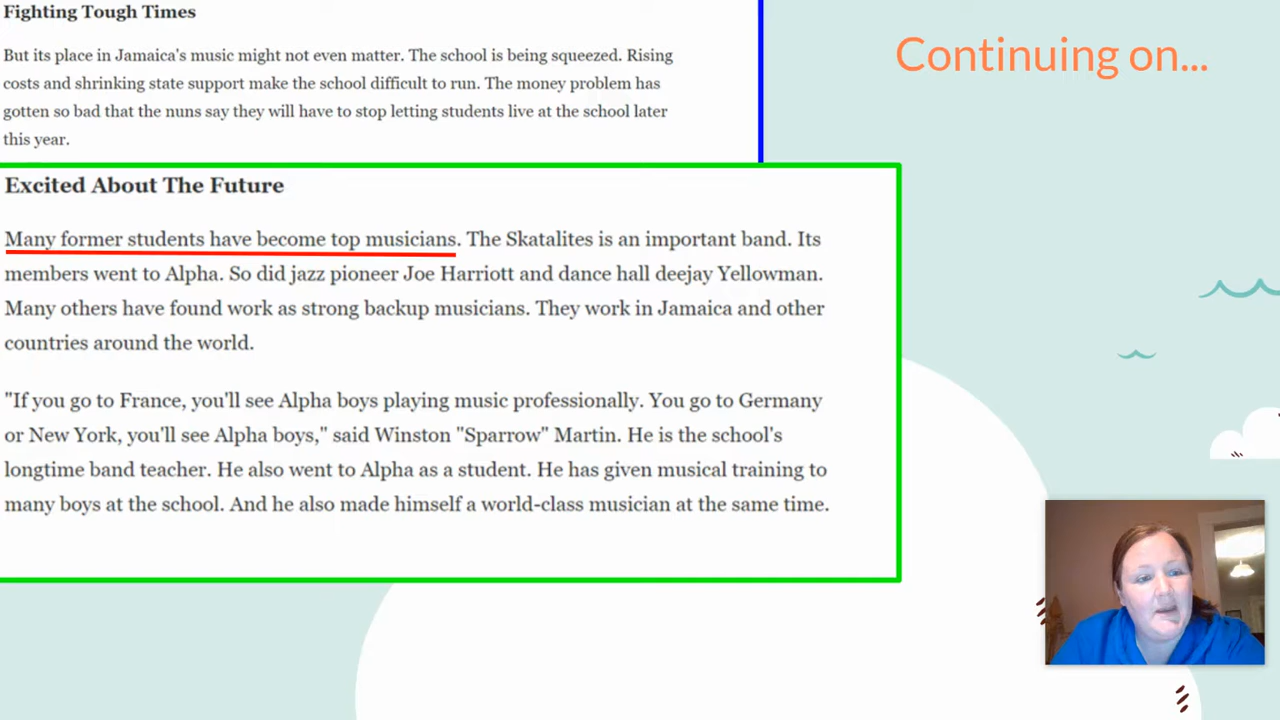 Fighting Tough Times
But its place in Jamaica's music might not even matter. The school is being squeezed. Rising
costs and shrinking state support make the school difficult to run. The money problem has
gotten so bad that the nuns say they will have to stop letting students live at the school later
this year.
Continuing on...
Excited About The Future
Many former students have become top musicians. The Skatalites is an important band. Its
members went to Alpha. So did jazz pioneer Joe Harriott and dance hall deejay Yellowman.
Many others have found work as strong backup musicians. They work in Jamaica and other
countries around the world.
"If you go to France, you'll see Alpha boys playing music professionally. You go to Germany
or New York, you'll see Alpha boys," said Winston "Sparrow" Martin. He is the school's
longtime band teacher. He also went to Alpha as a student. He has given musical training to
many boys at the school. And he also made himself a world-class musician at the same time.